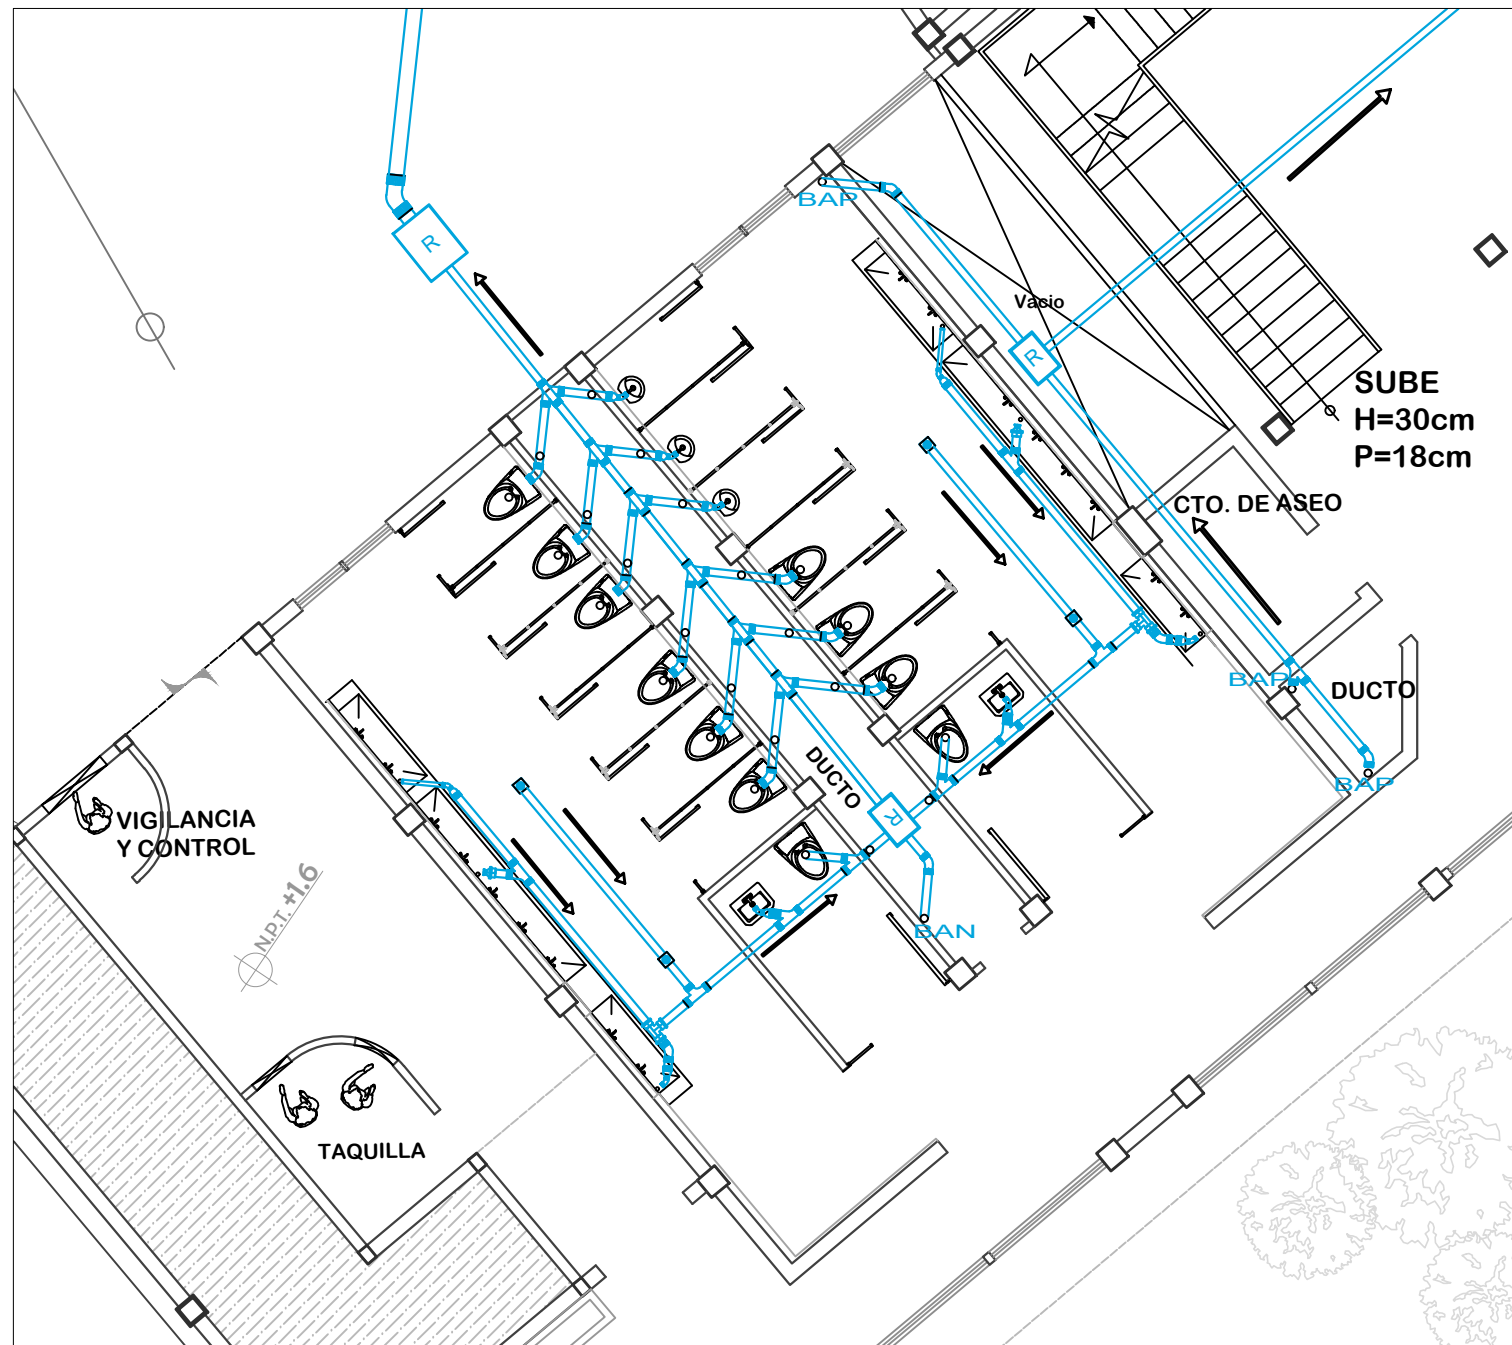 BAP
R
Vacio
R
SUBE
H=30cm
P=18cm
CTO. DE ASEO
BAP
DUCTO
BAP
DUCTO
R
VIGILANCIA
Y CONTROL
N.P.T. +1.6
BAN
TAQUILLA